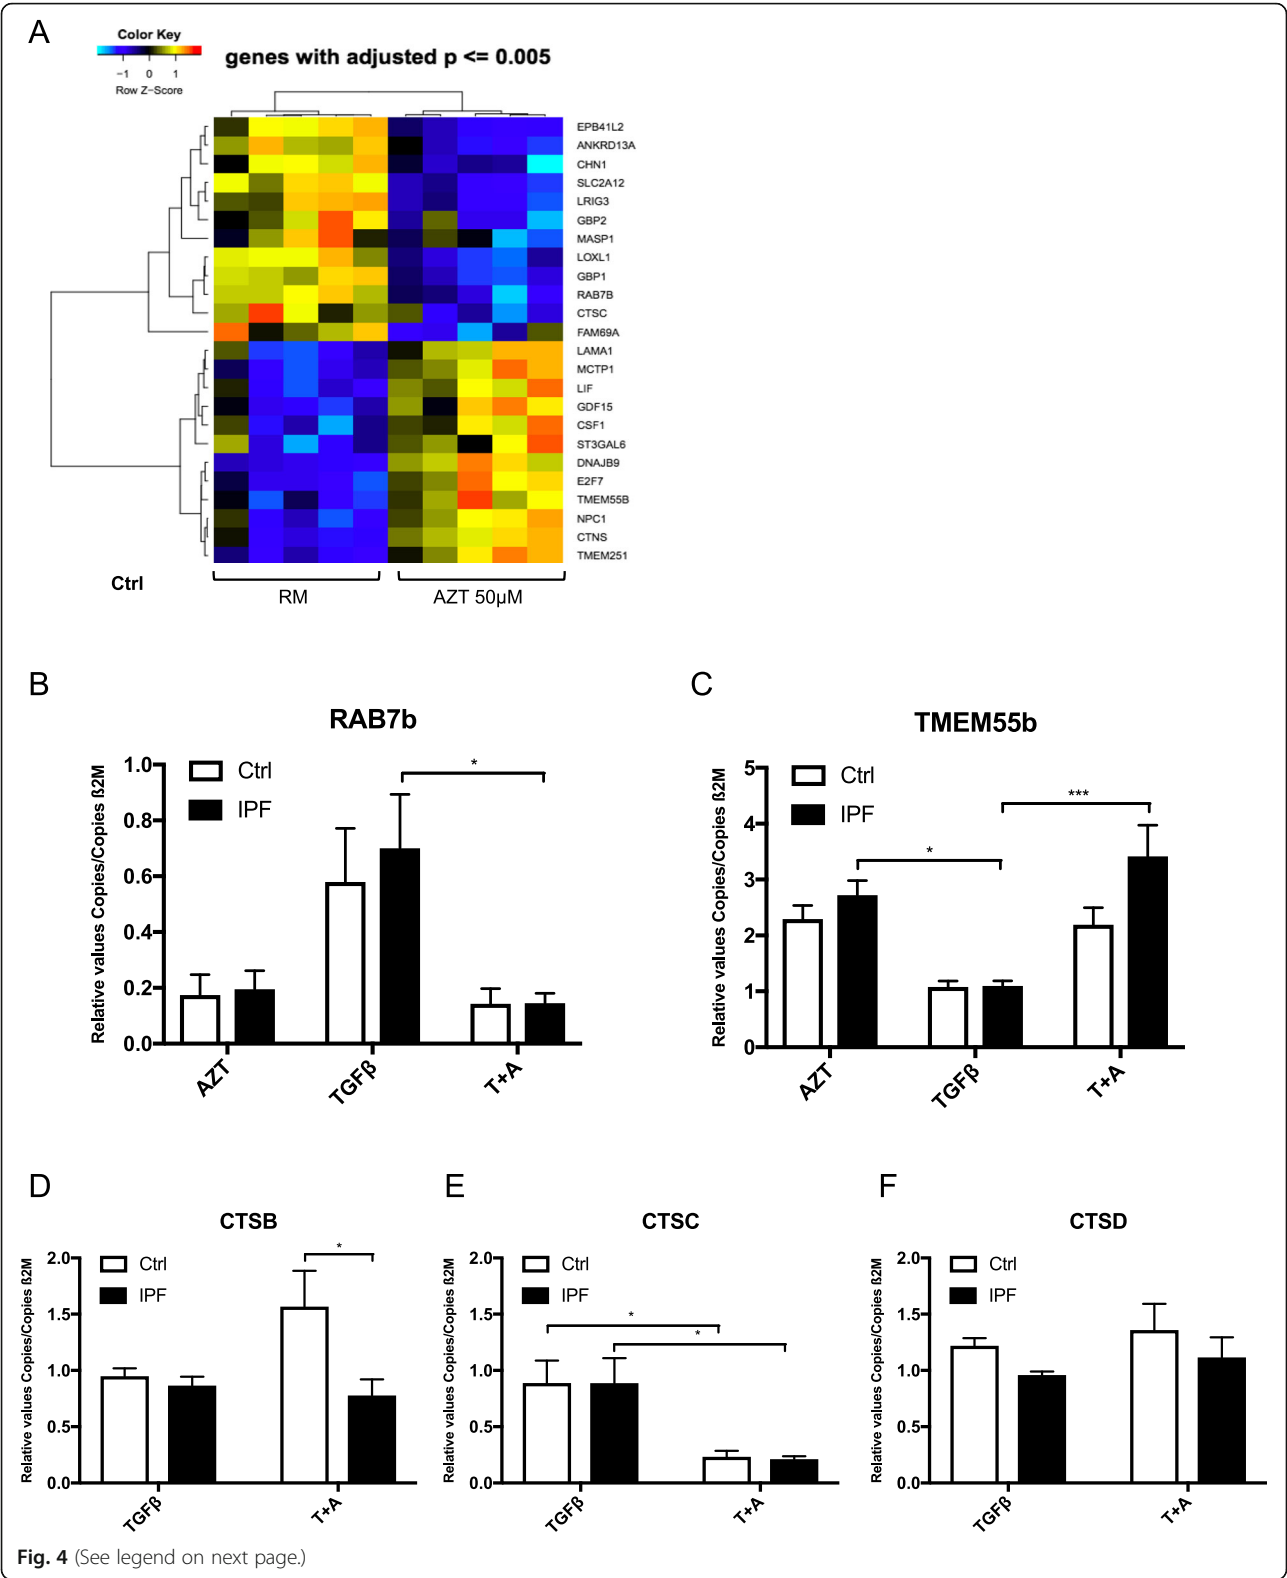 A
Color Key
−1 0 1
Row Z−Score
genes with adjusted p <= 0.005
EPB41L2
ANKRD13A
CHN1
SLC2A12
LRIG3
GBP2
MASP1
LOXL1
GBP1
RAB7B
CTSC
FAM69A
LAMA1
MCTP1
LIF
GDF15
CSF1
ST3GAL6
DNAJB9
E2F7
TMEM55B
NPC1
CTNS
TMEM251
Ctrl
RM
AZT 50µM
B
RAB7b
Relative values Copies/Copies ß2M
1.0
0.8
0.6
0.4
0.2
0.0
Ctrl
IPF
*
AZT
TGFβ
T+A
C
TMEM55b
Relative values Copies/Copies ß2M
5
4
3
2
1
0
Ctrl
IPF
*
***
AZT
TGFβ
T+A
D
CTSB
Relative values Copies/Copies ß2M
2.0
1.5
1.0
0.5
0.0
Ctrl
IPF
*
TGFβ
T+A
E
CTSC
Relative values Copies/Copies ß2M
2.0
1.5
1.0
0.5
0.0
Ctrl
IPF
*
*
TGFβ
T+A
F
CTSD
Relative values Copies/Copies ß2M
2.0
1.5
1.0
0.5
0.0
Ctrl
IPF
TGFβ
T+A
Fig. 4 (See legend on next page.)